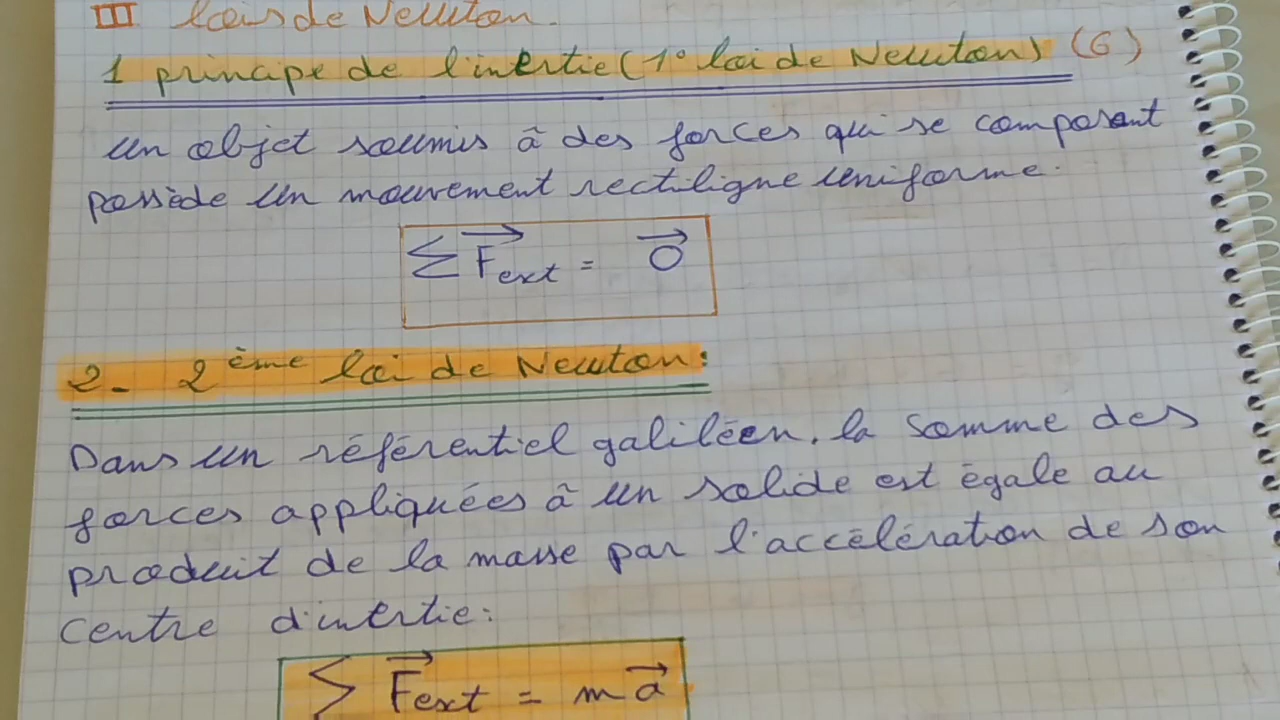 III lois de Newton.
1 principe de l'inertie (1° loi de Newton) (G)
un objet soumis à des forces qui se composent
possède un mouvement rectiligne uniforme.
∑ F⃗ext = 0⃗
2- 2ème loi de Newton:
Dans un référentiel galiléen, la somme des
forces appliquées à un solide est égale au
produit de la masse par l'accélération de son
centre d'inertie:
∑ F⃗ext = m a⃗